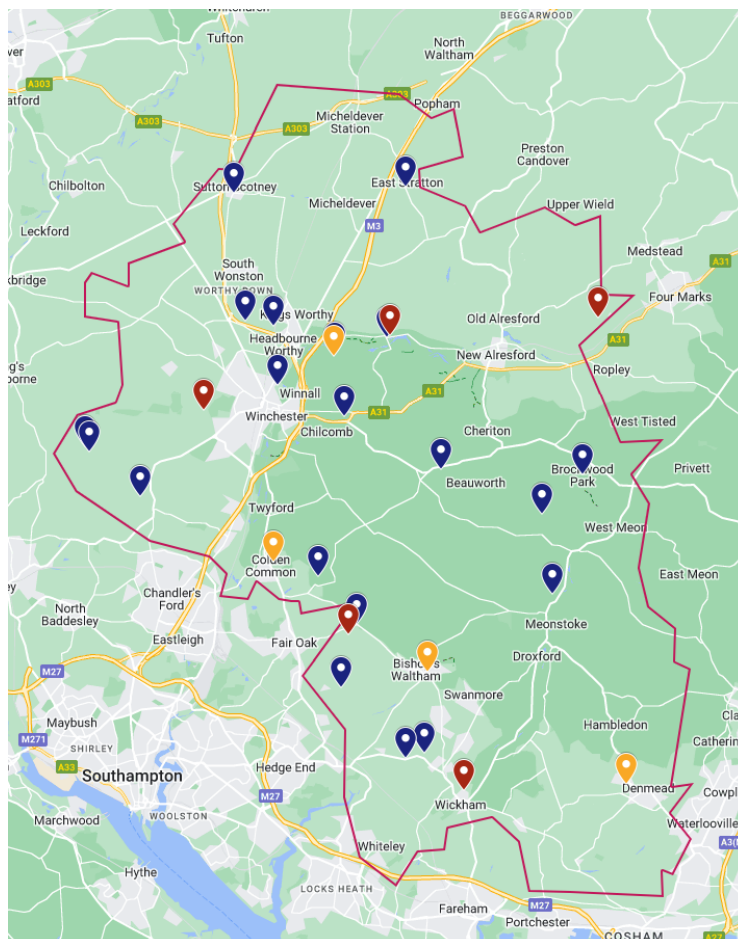 Tufton
BEGGARWOOD
North
Waltham
A303
A303
Popham
A303
Micheldever
Station
A303
Preston
Candover
Chilbolton
Sutton Scotney
East Stratton
Micheldever
Upper Wield
Leckford
M3
Medstead
A31
South
Wonston
WORTHY DOWN
Four Marks
Kings Worthy
Old Alresford
Headbourne
Worthy
A31
New Alresford
Ropley
Winnall
A31
Winchester
A31
West Tisted
Chilcomb
Cheriton
Brockwood
Park
Privett
Beauworth
Twyford
West Meon
Colden
Common
East Meon
Chandler's
Ford
North
Baddesley
Meonstoke
Eastleigh
Fair Oak
Droxford
M27
Bishop's
Waltham
Swanmore
Maybush
Hambledon
M271
SHIRLEY
A33
Southampton
Hedge End
Denmead
M27
Wickham
Marchwood
WOOLSTON
Waterlooville
Whiteley
Hythe
LOCKS HEATH
M27
Fareham
Portchester
COSHAM
A27